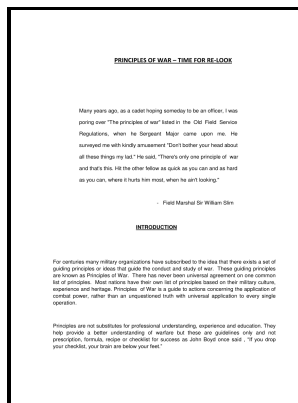 PRINCIPLES OF WAR – TIME FOR RE-LOOK
Many years ago, as a cadet hoping someday to be an officer, I was
poring over "The principles of war" listed in the Old Field Service
Regulations, when he Sergeant Major came upon me. He
surveyed me with kindly amusement "Don't bother your head about
all these things my lad." He said, "There's only one principle of war
and that's this. Hit the other fellow as quick as you can and as hard
as you can, where it hurts him most, when he ain't looking".
- Field Marshal Sir William Slim
INTRODUCTION
For centuries many military organizations have subscribed to the idea that there exists a set of
guiding principles or ideas that guide the conduct and study of war. These guiding principles
are known as Principles of War. There has never been universal agreement on one common
list of principles. Most nations have their own list of principles based on their military culture,
experience and heritage. Principles of War is a guide to actions concerning the application of
combat power, rather than an unquestioned truth with universal application to every single
operation.
Principles are not substitutes for professional understanding, experience and education. They
help provide a better understanding of warfare but these are guidelines only and not
prescription, formula, recipe or checklist for success as John Boyd once said , "If you drop
your checklist, your brain are below your feet."